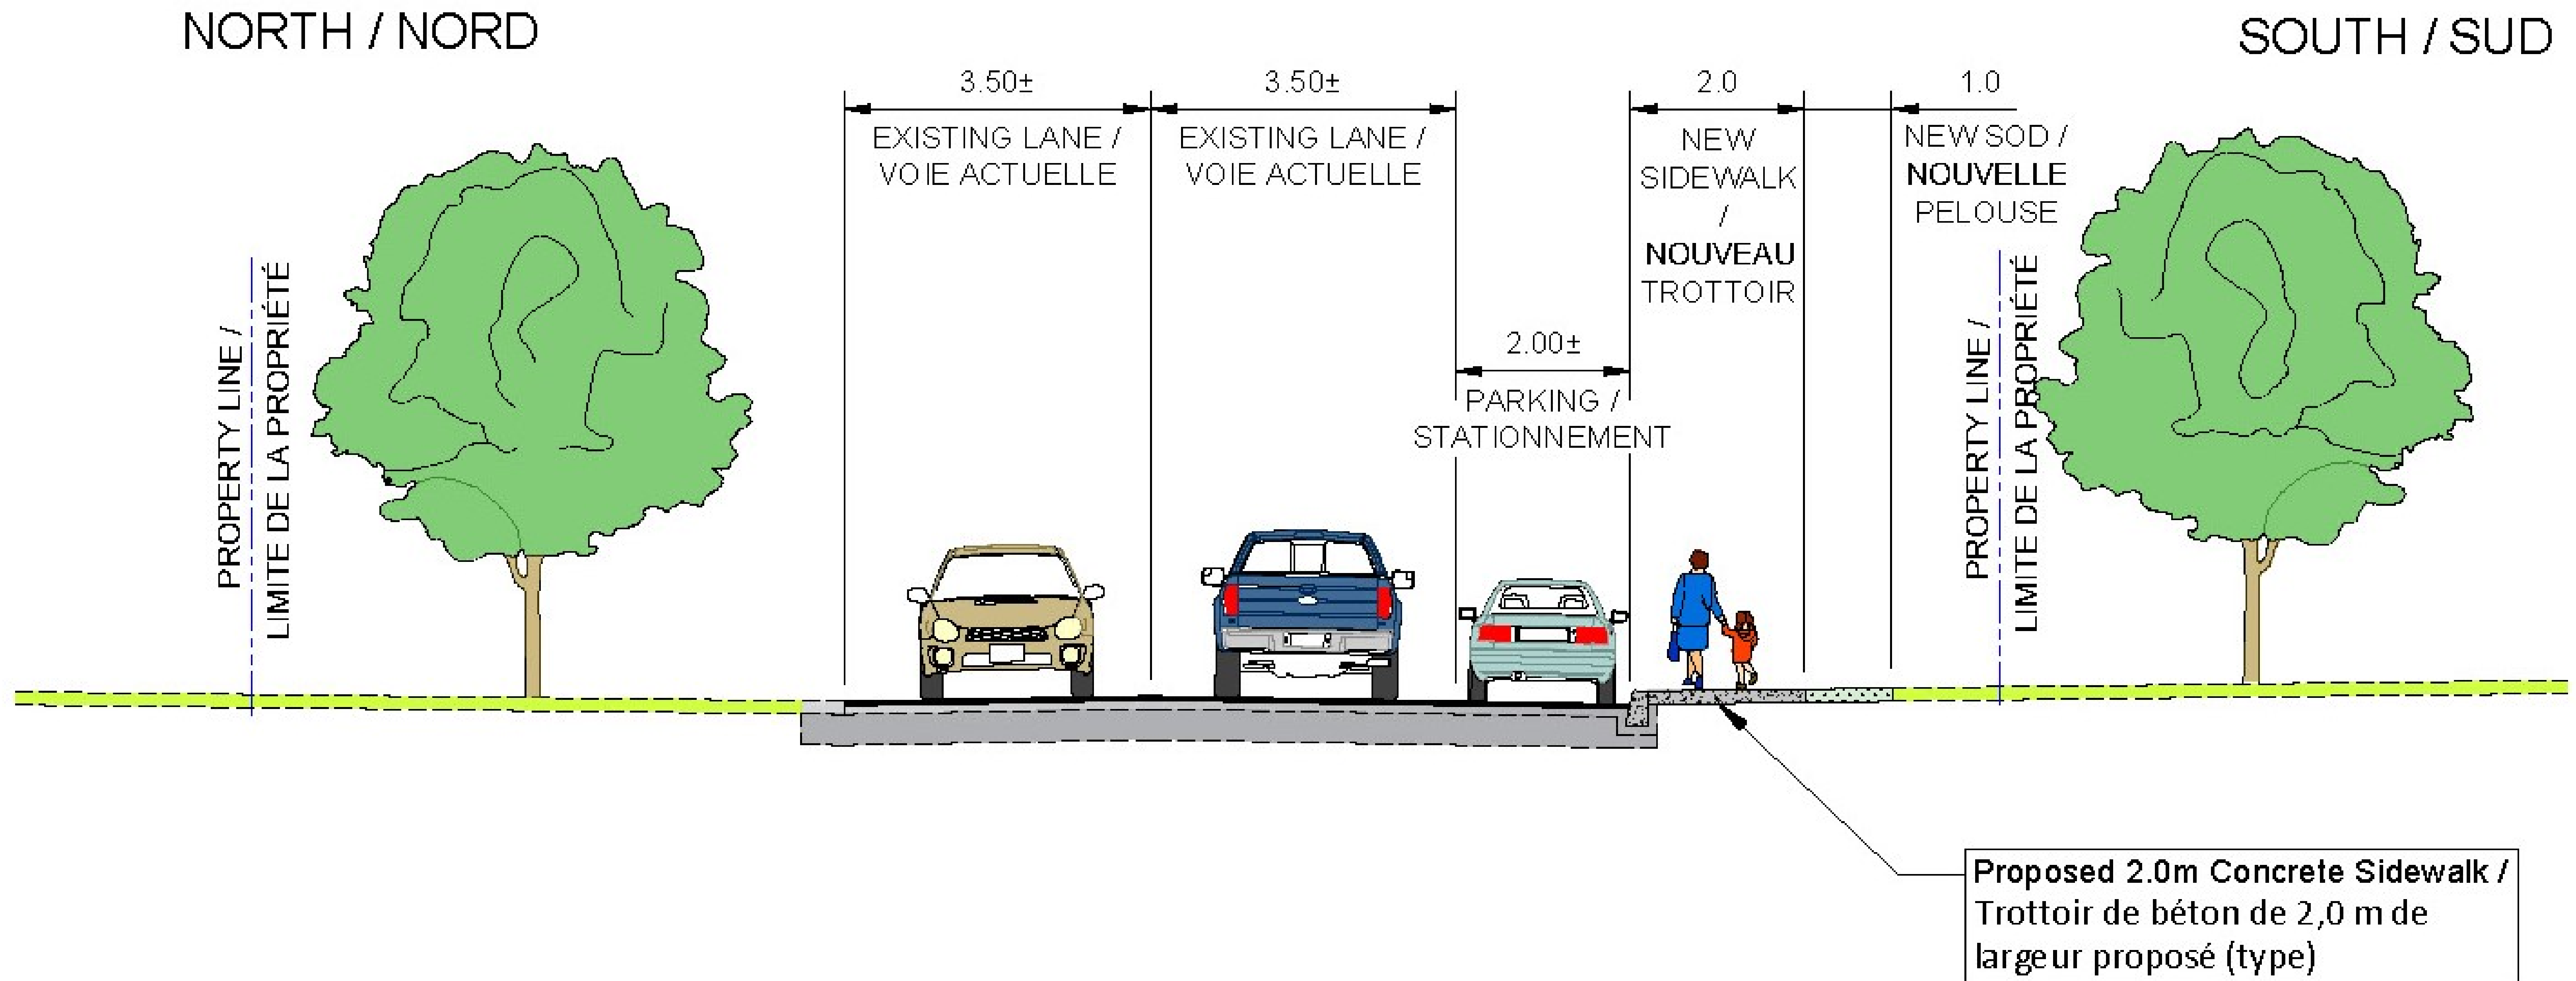 NORTH / NORD
SOUTH / SUD
3.50±
EXISTING LANE /
VOIE ACTUELLE
3.50±
EXISTING LANE /
VOIE ACTUELLE
2.00±
PARKING /
STATIONNEMENT
2.0
NEW
SIDEWALK
/
NOUVEAU
TROTTOIR
1.0
NEW SOD /
NOUVELLE
PELOUSE
PROPERTY LINE /
LIMITE DE LA PROPRIÉTÉ
PROPERTY LINE /
LIMITE DE LA PROPRIÉTÉ
Proposed 2.0m Concrete Sidewalk /
Trottoir de béton de 2,0 m de
largeur proposé (type)